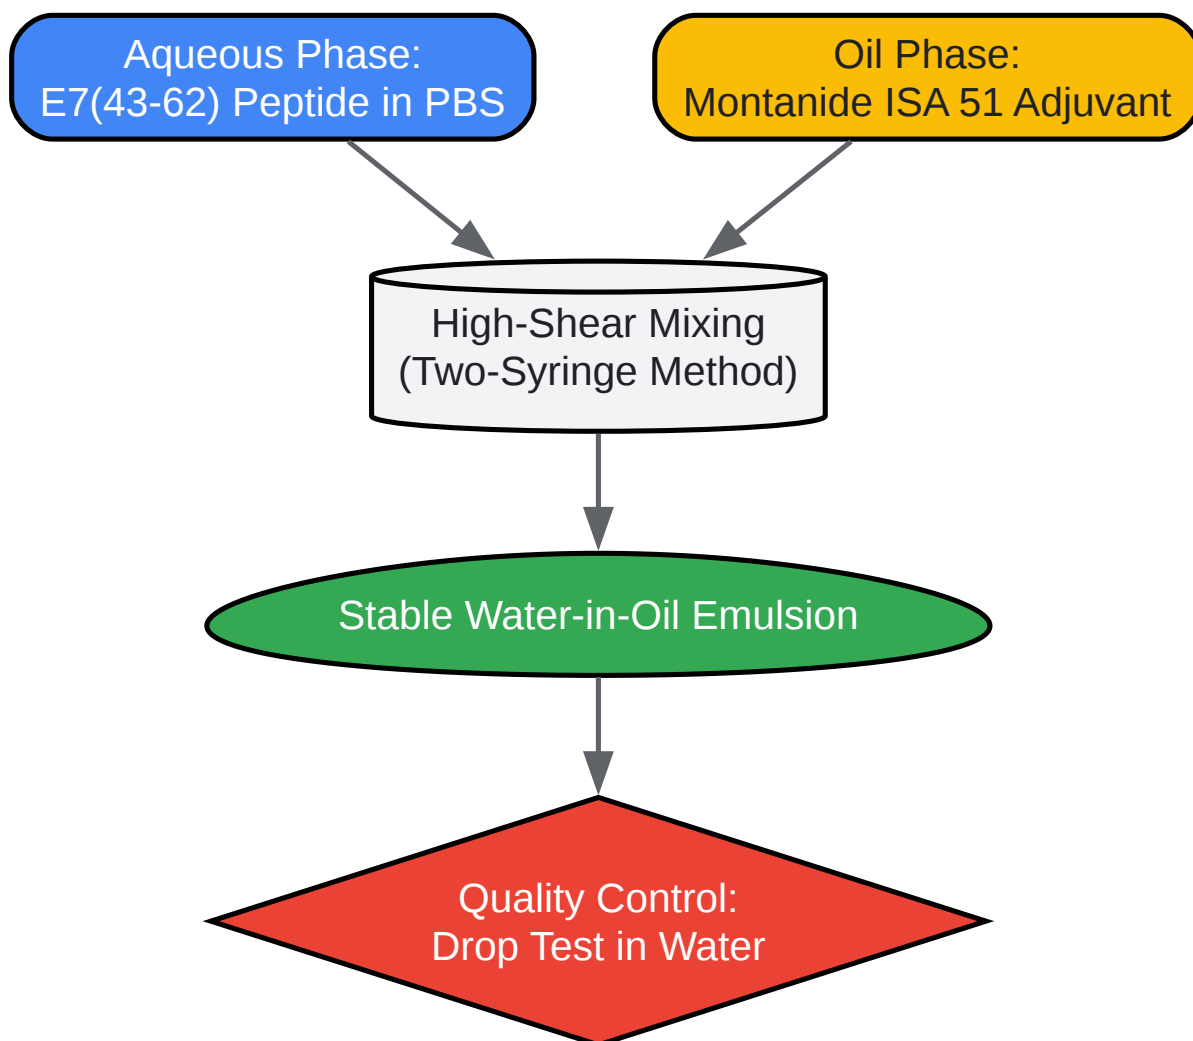 Aqueous Phase:
E7(43-62) Peptide in PBS
Oil Phase:
Montanide ISA 51 Adjuvant
High-Shear Mixing
(Two-Syringe Method)
Stable Water-in-Oil Emulsion
Quality Control:
Drop Test in Water